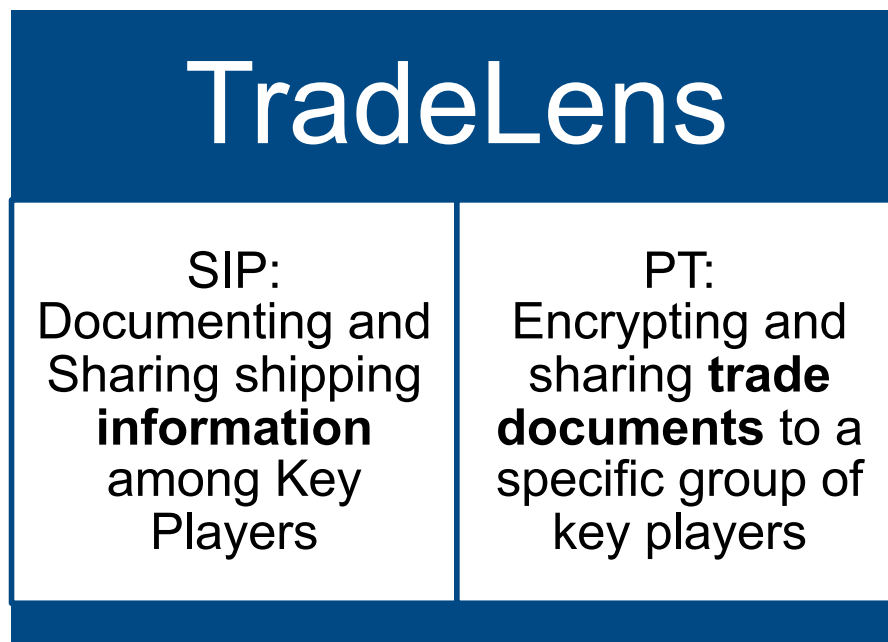 TradeLens
SIP:
Documenting and
Sharing shipping
information
among Key
Players
PT:
Encrypting and
sharing trade
documents to a
specific group of
key players